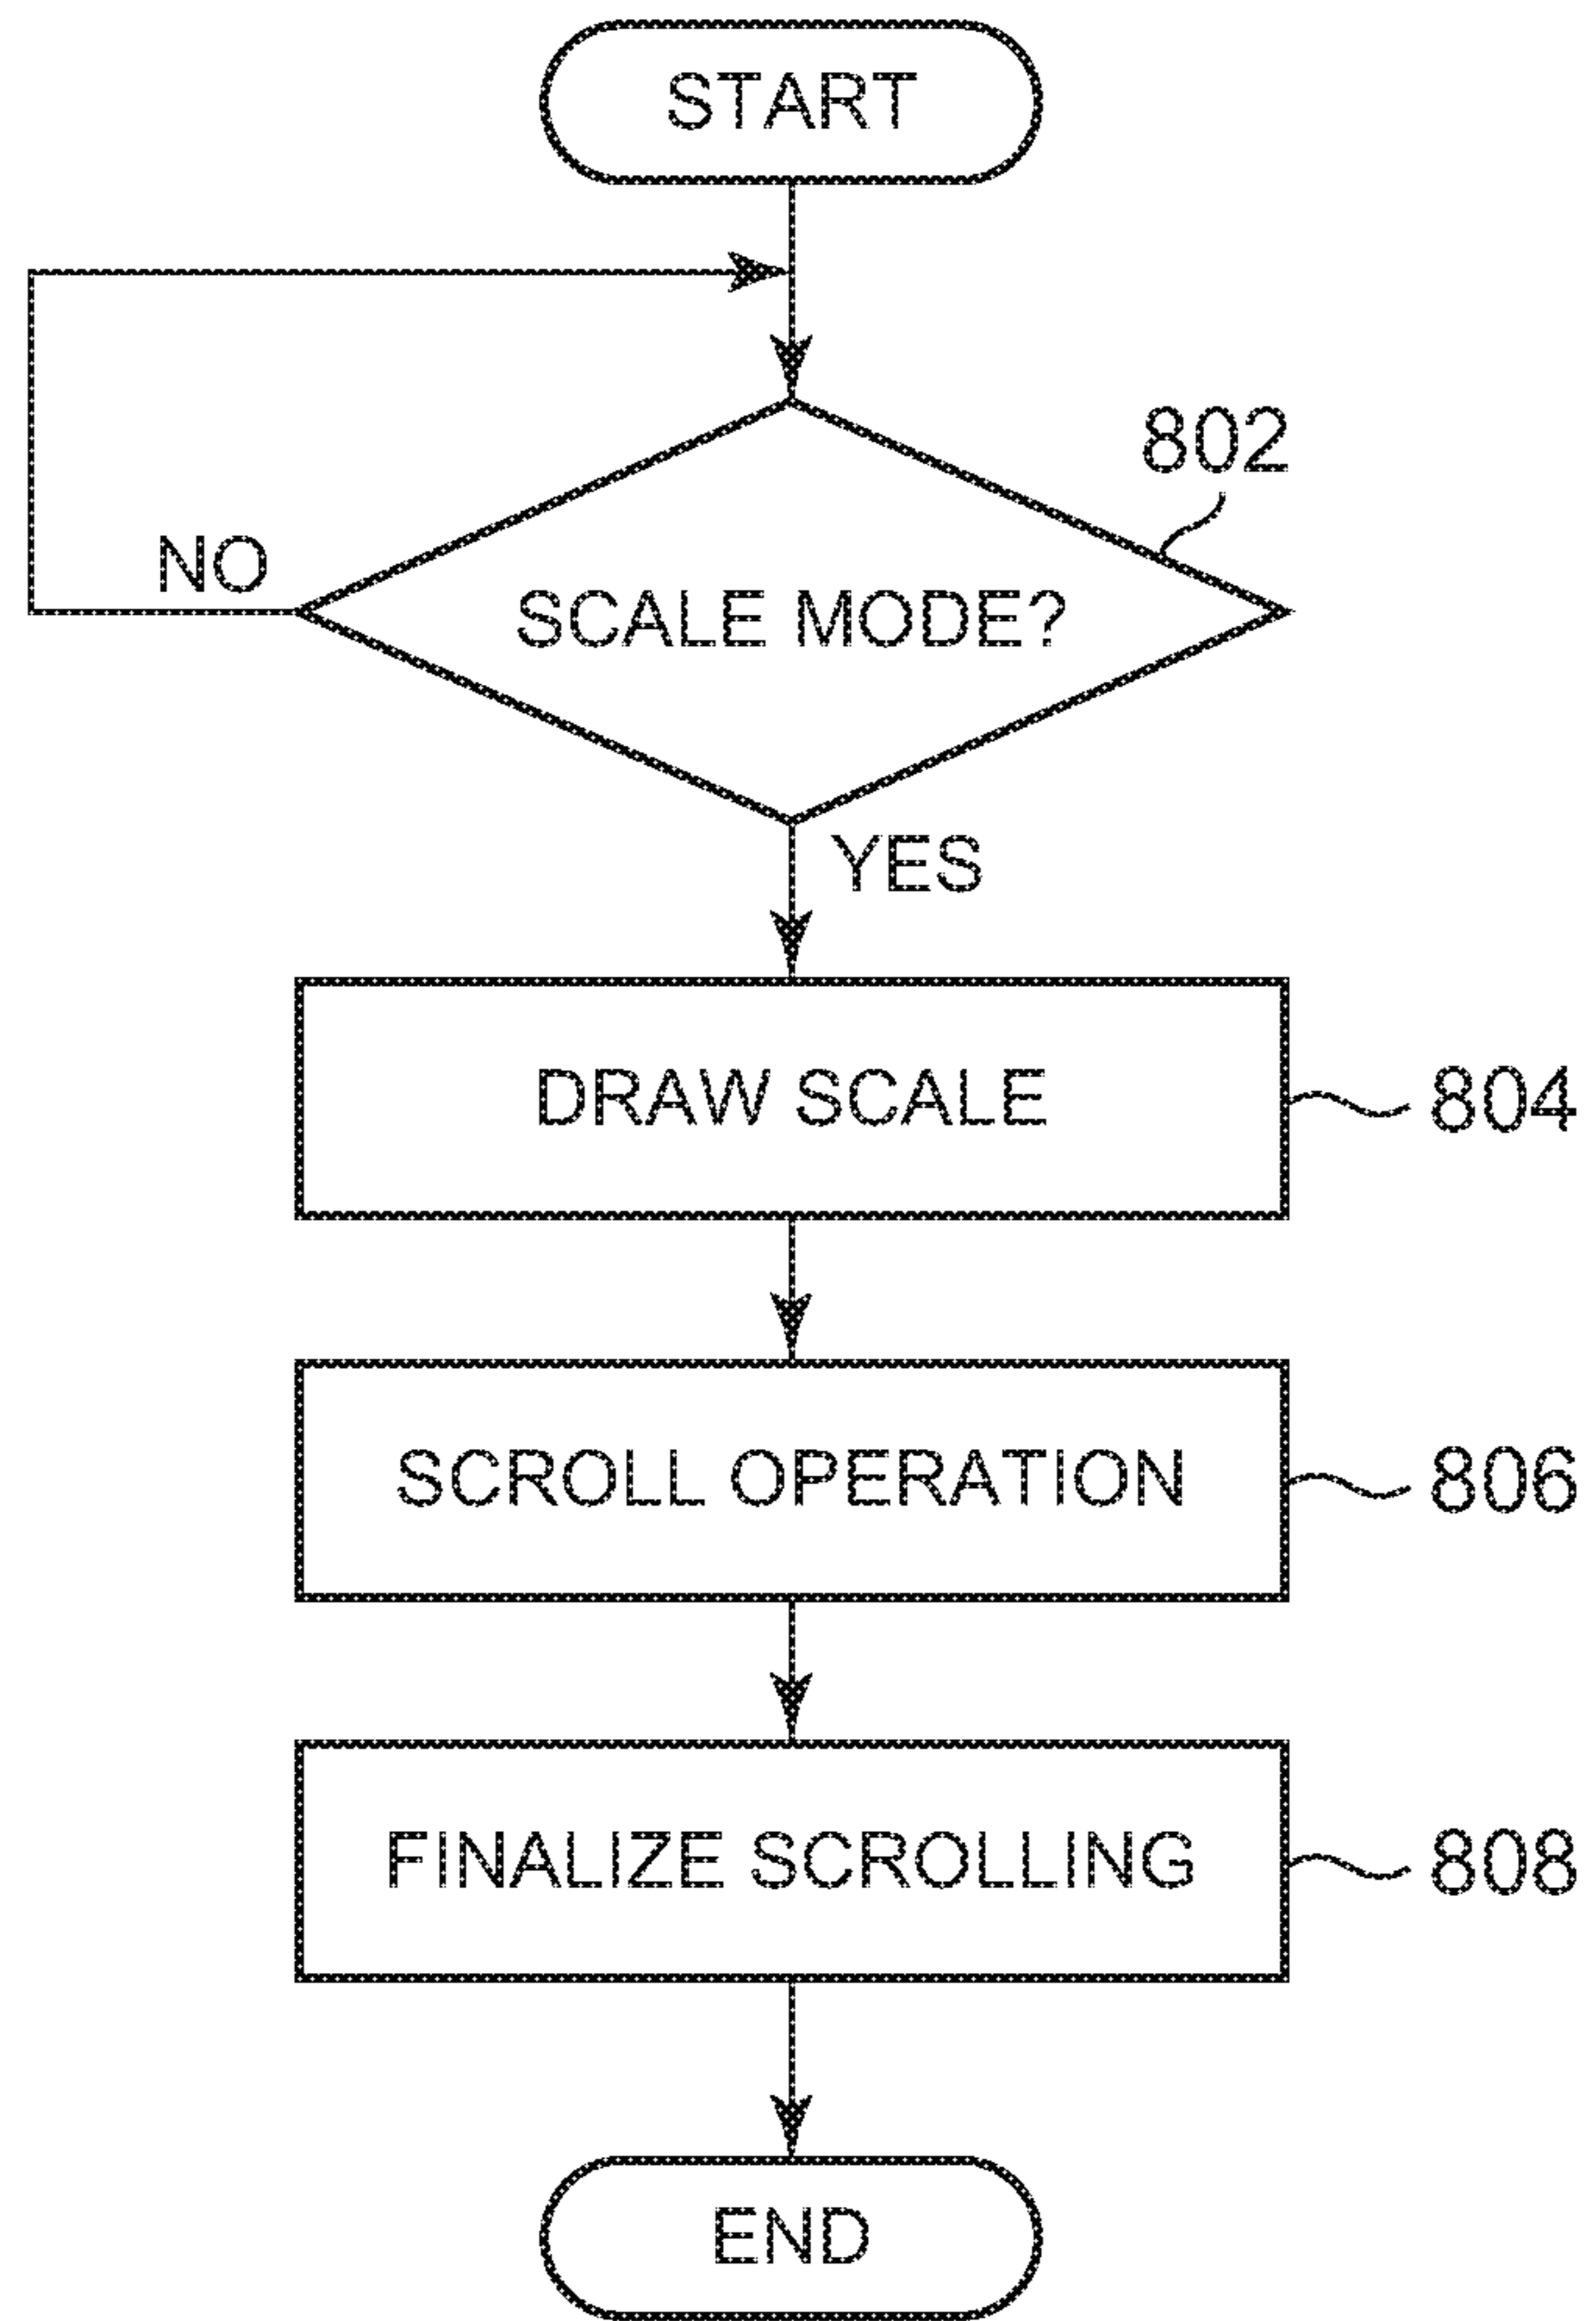 START
802
NO
SCALE MODE?
YES
DRAW SCALE
804
SCROLL OPERATION
806
FINALIZE SCROLLING
808
END